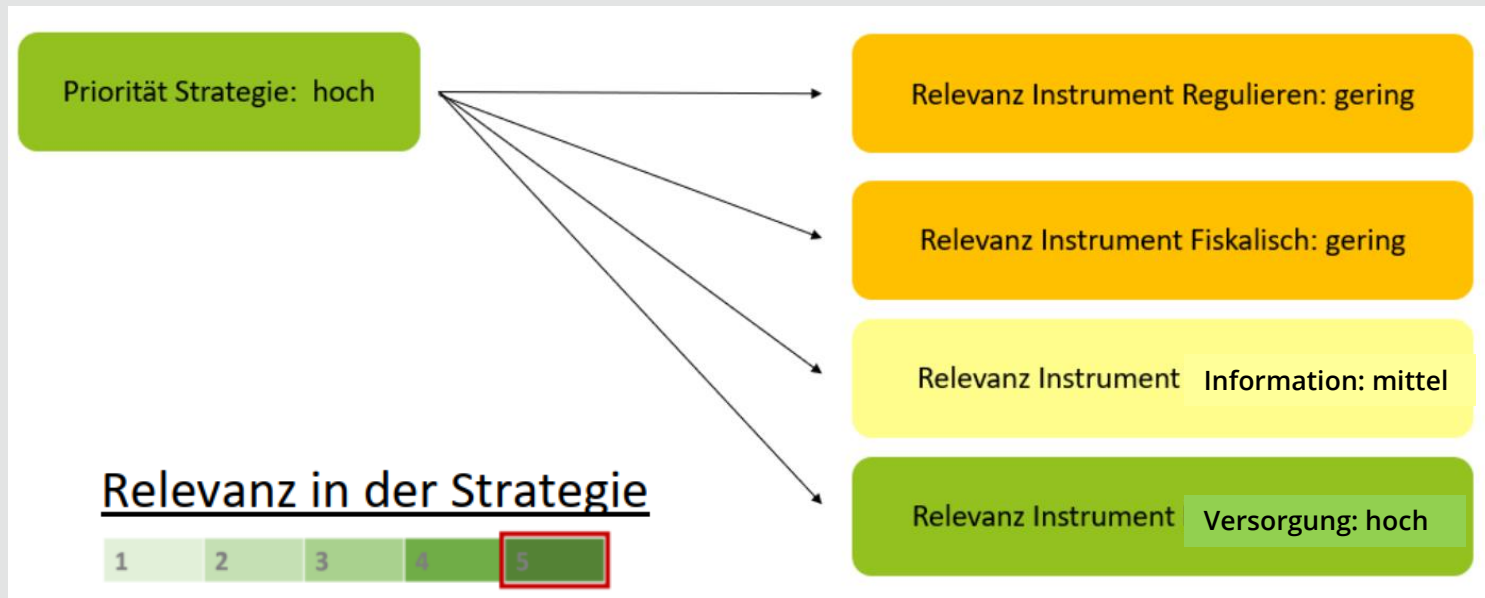 Priorität Strategie: hoch
Relevanz Instrument Regulieren: gering
Relevanz Instrument Fiskalisch: gering
Relevanz Instrument Information: mittel
Relevanz Instrument Versorgung: hoch
Relevanz in der Strategie
1 2 3 4 5